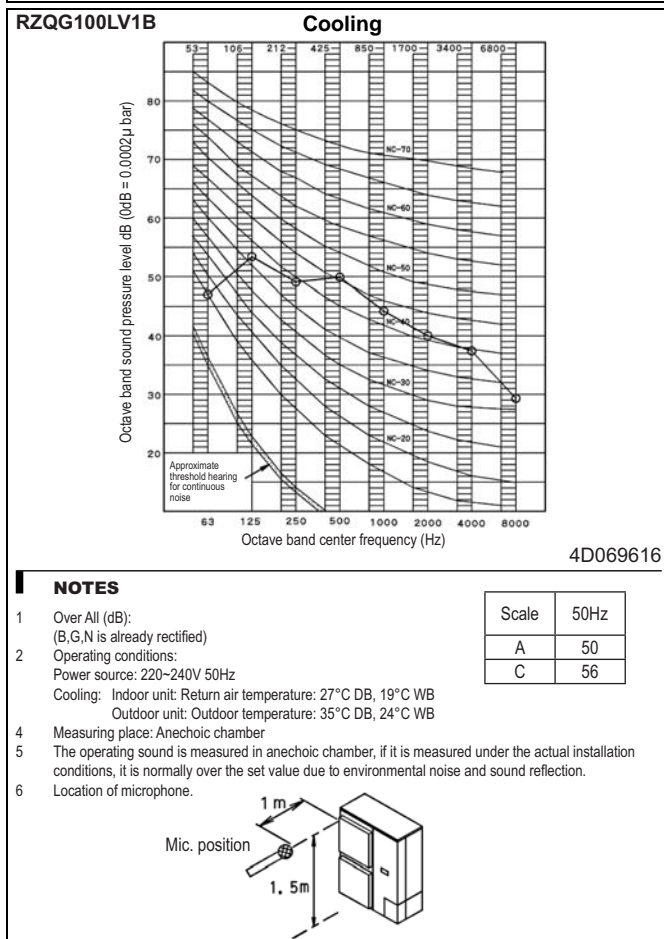 RZQG100LV1B
Cooling
53 106 212 425 850 1700 3400 6800
Octave band sound pressure level dB (0dB = 0.0002µ bar)
80
70
60
50
40
30
20
NC-70
NC-60
NC-50
NC-40
NC-30
NC-20
Approximate
threshold hearing
for continuous
noise
63 125 250 500 1000 2000 4000 8000
Octave band center frequency (Hz)
4D069616
NOTES
1 Over All (dB):
(B,G,N is already rectified)
2 Operating conditions:
Power source: 220~240V 50Hz
Cooling: Indoor unit: Return air temperature: 27°C DB, 19°C WB
Outdoor unit: Outdoor temperature: 35°C DB, 24°C WB
4 Measuring place: Anechoic chamber
5 The operating sound is measured in anechoic chamber, if it is measured under the actual installation
conditions, it is normally over the set value due to environmental noise and sound reflection.
6 Location of microphone.
Scale 50Hz
A 50
C 56
1 m
Mic. position
1.5m